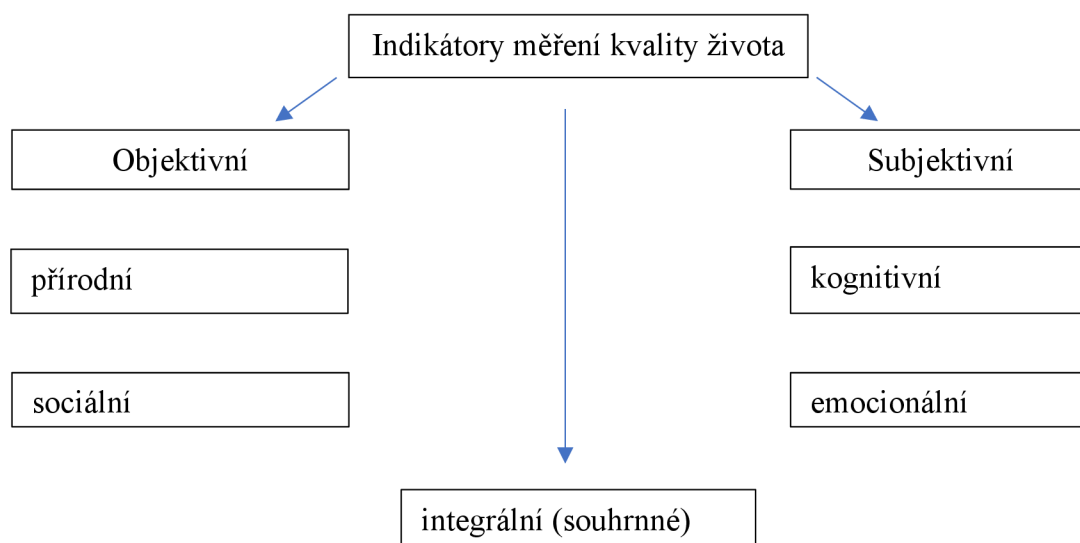 Indikátory měření kvality života
Objektivní
Subjektivní
přírodní
kognitivní
sociální
emocionální
integrální (souhrnné)